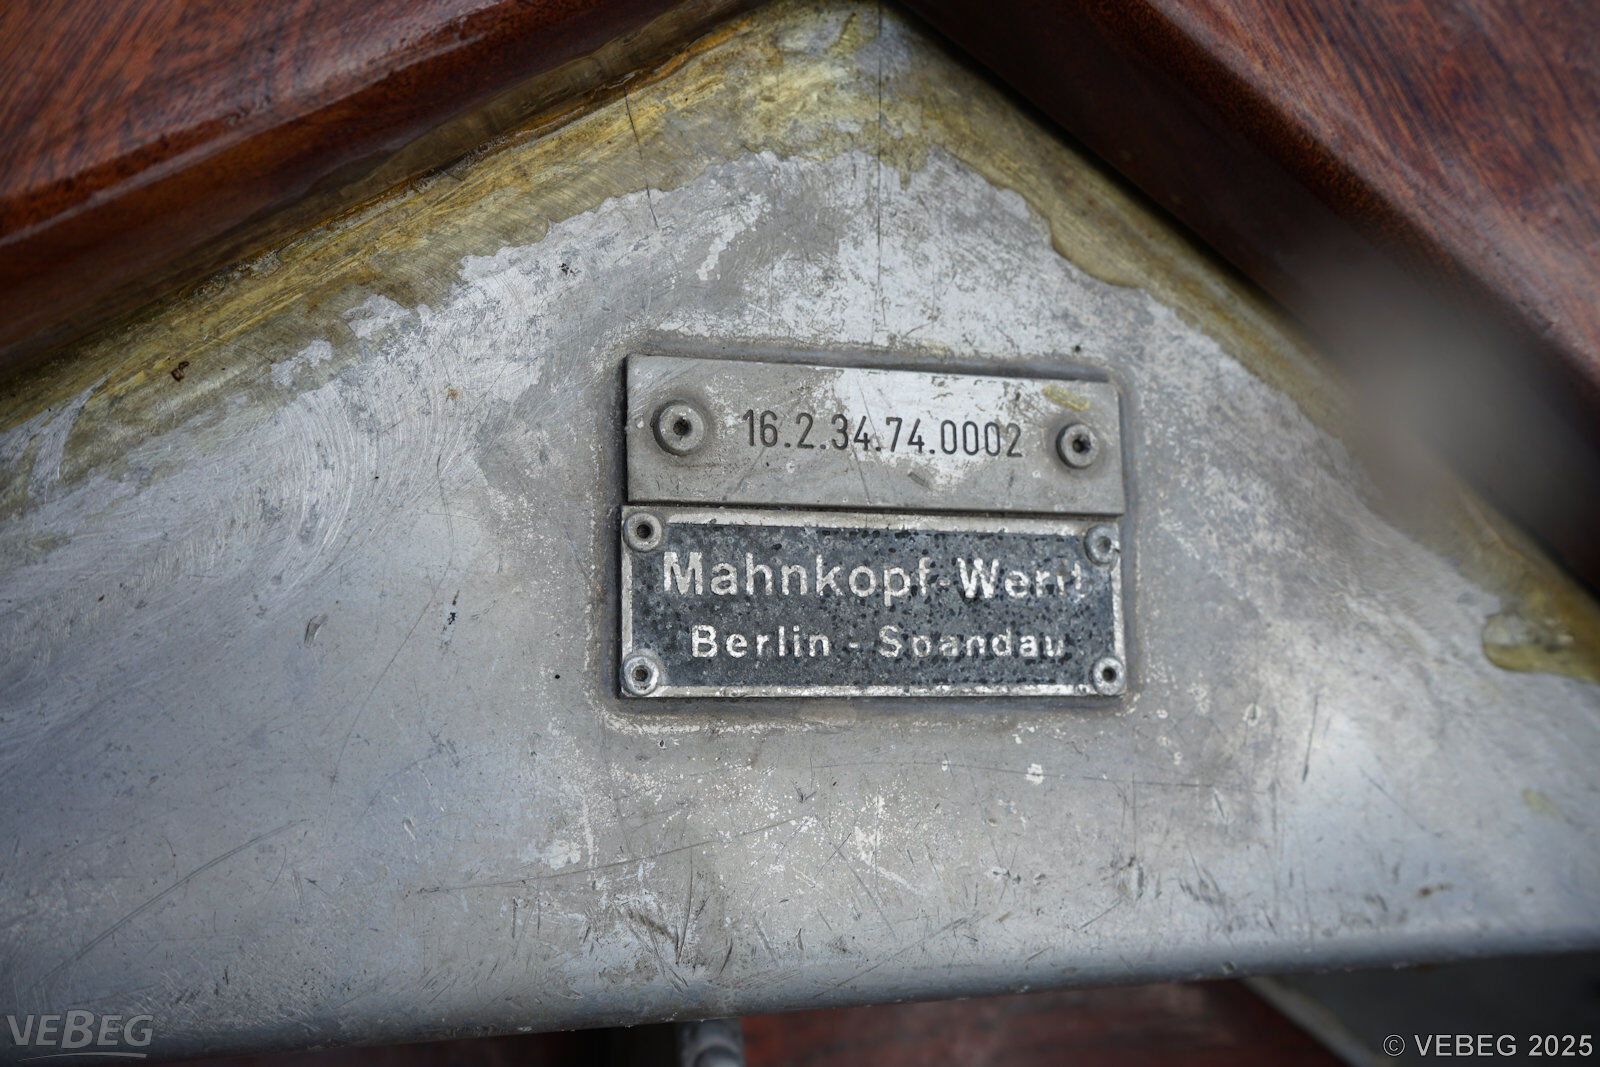 16.2.34.74.0002
Mahnkopf-Werft
Berlin - Spandau
VEBEG
© VEBEG 2025